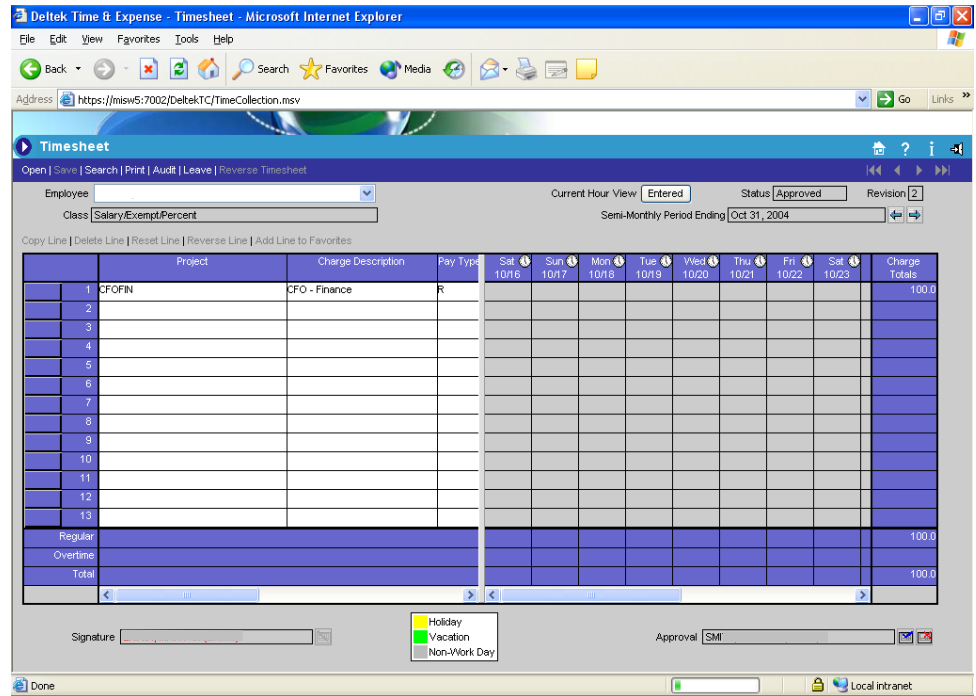 Deltek Time & Expense - Timesheet - Microsoft Internet Explorer
File Edit View Favorites Tools Help
Back Search Favorites Media
Address https://misw5:7002/DeltekTC/TimeCollection.msv Go Links »
Timesheet
Open | Save | Search | Print | Audit | Leave | Reverse Timesheet
Employee Current Hour View Entered Status Approved Revision 2
Class Salary/Exempt/Percent Semi-Monthly Period Ending Oct 31, 2004
Copy Line | Delete Line | Reset Line | Reverse Line | Add Line to Favorites
Project Charge Description Pay Type Sat Sun Mon Tue Wed Thu Fri Sat Charge
10/16 10/17 10/18 10/19 10/20 10/21 10/22 10/23 Totals
1 CFOFIN CFO - Finance R 100.0
2
3
4
5
6
7
8
9
10
11
12
13
Regular 100.0
Overtime
Total 100.0
Holiday
Signature Vacation Approval SMI
Non-Work Day
Done Local intranet